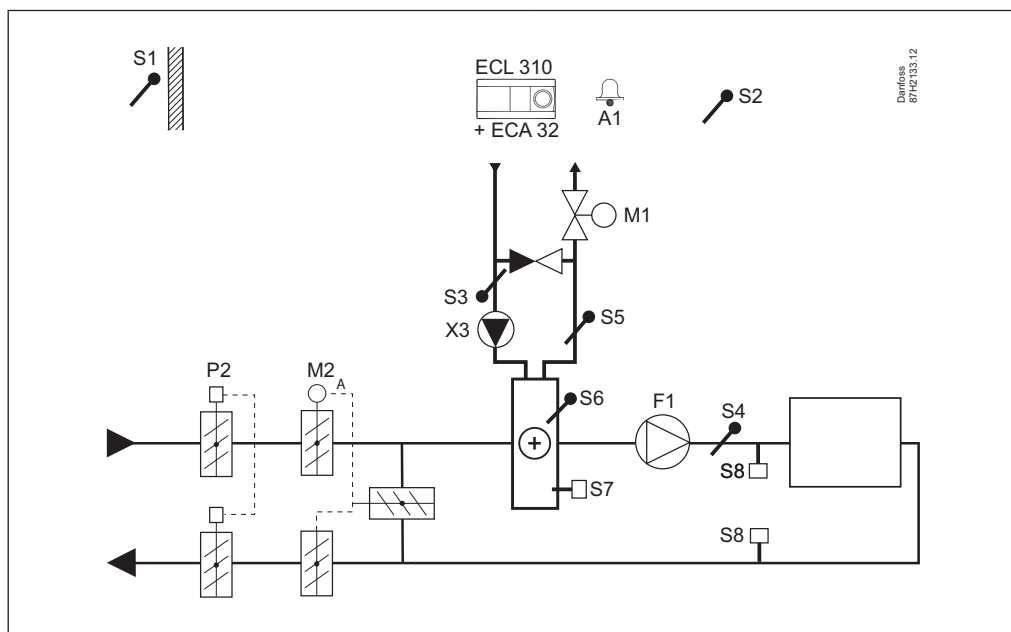 S1
ECL 310
+ ECA 32
A1
S2
Danfoss
87H2133.12
M1
S3
S5
X3
P2
M2
A
S6
F1
S4
S8
S7
S8